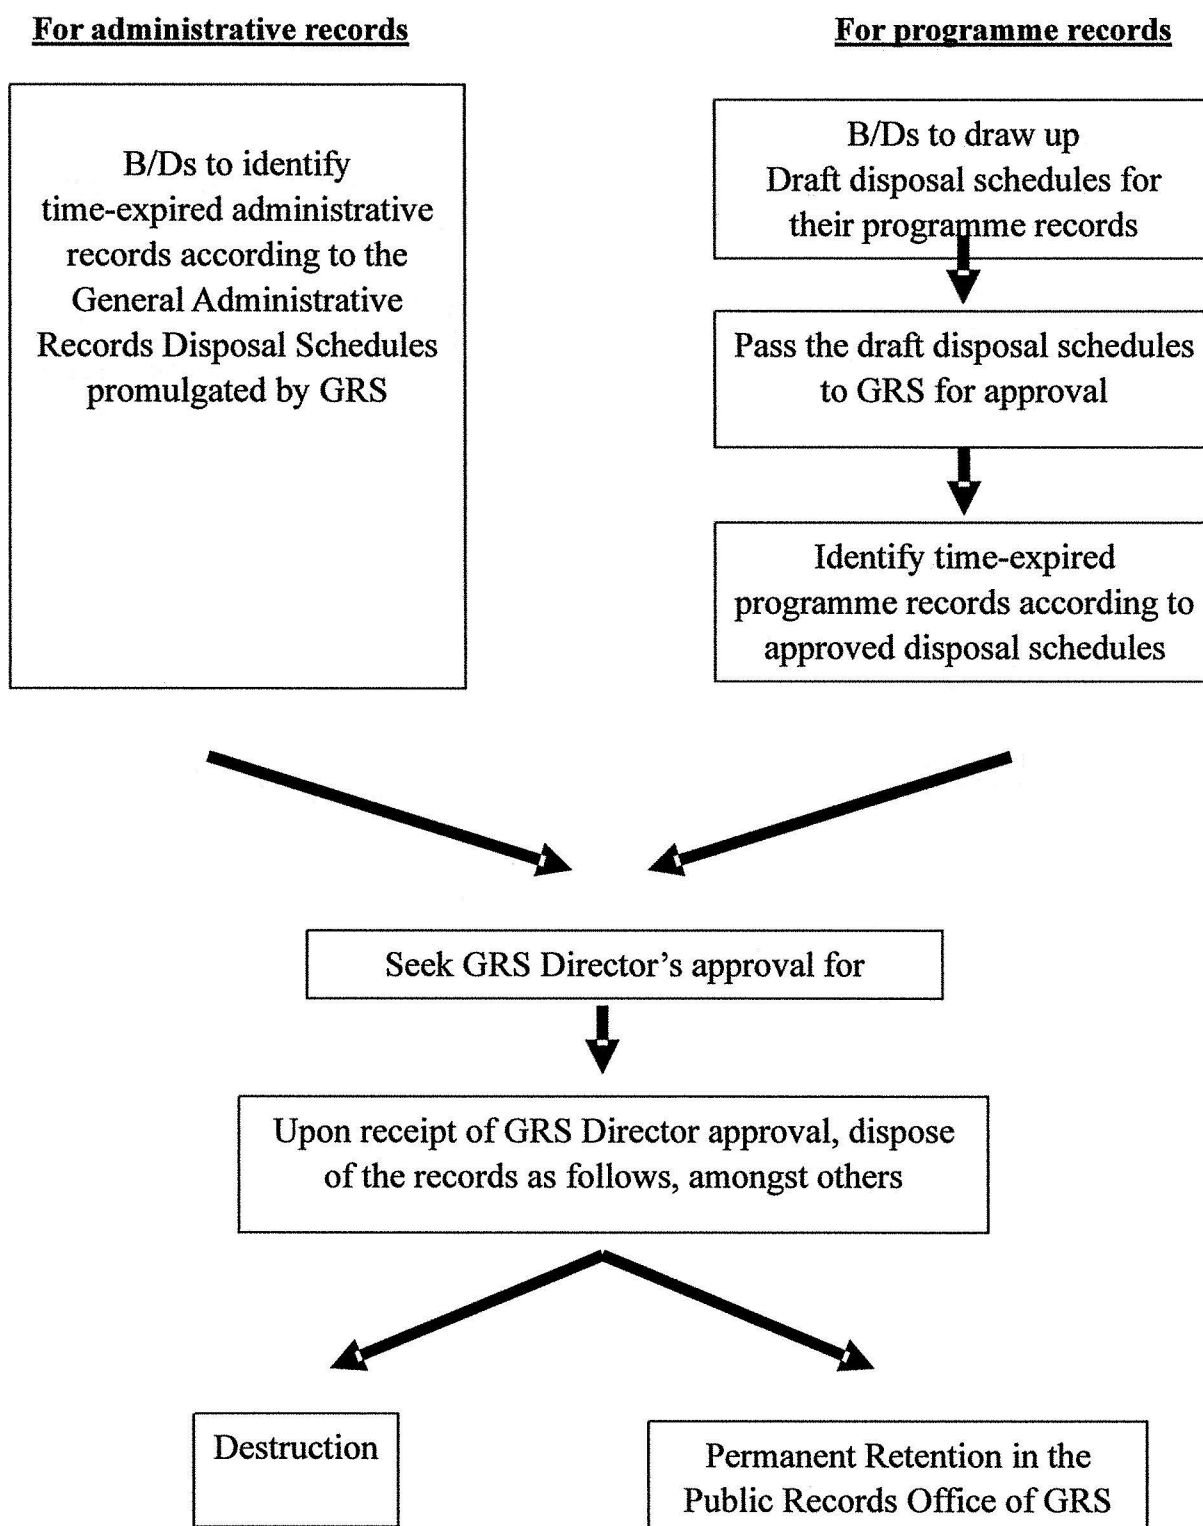 For administrative records
B/Ds to identify
time-expired administrative
records according to the
General Administrative
Records Disposal Schedules
promulgated by GRS
For programme records
B/Ds to draw up
Draft disposal schedules for
their programme records
Pass the draft disposal schedules
to GRS for approval
Identify time-expired
programme records according to
approved disposal schedules
Seek GRS Director’s approval for
Upon receipt of GRS Director approval, dispose
of the records as follows, amongst others
Destruction
Permanent Retention in the
Public Records Office of GRS